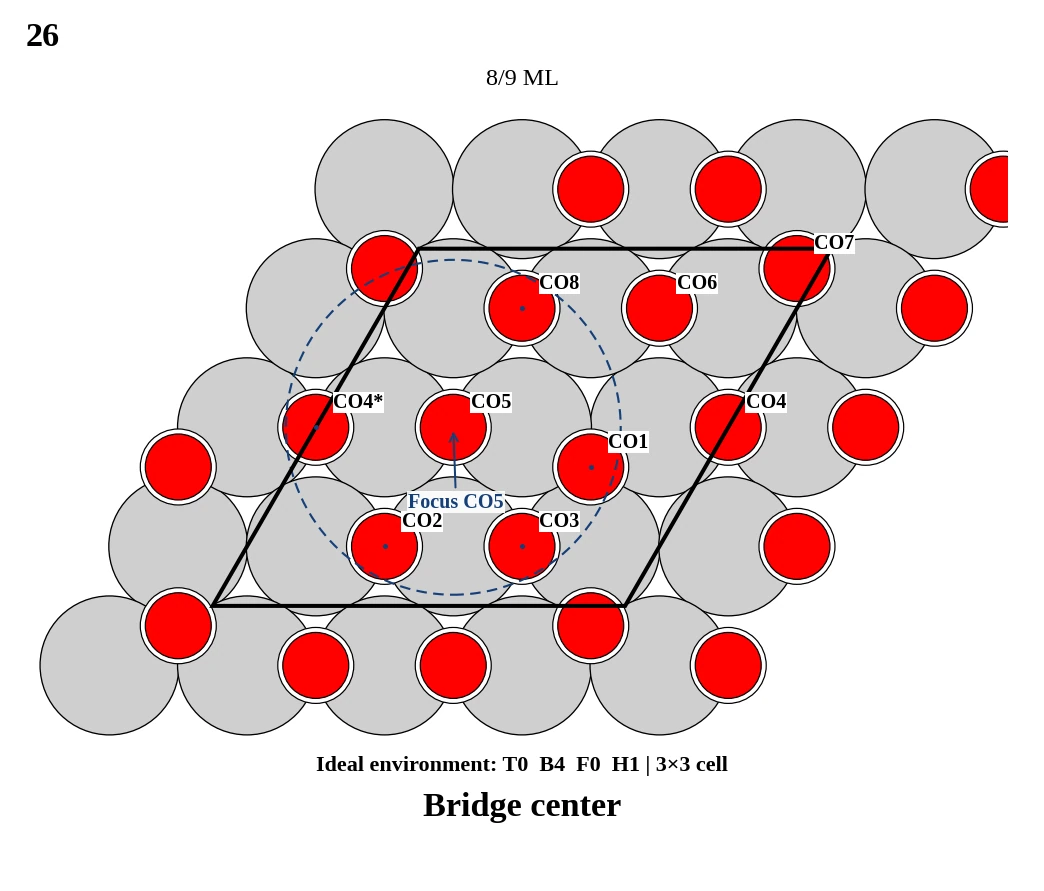 26
8/9 ML
CO7
CO8
CO6
CO4*
CO5
CO4
CO1
Focus CO5
CO2
CO3
Ideal environment: T0 B4 F0 H1 | 3×3 cell
Bridge center